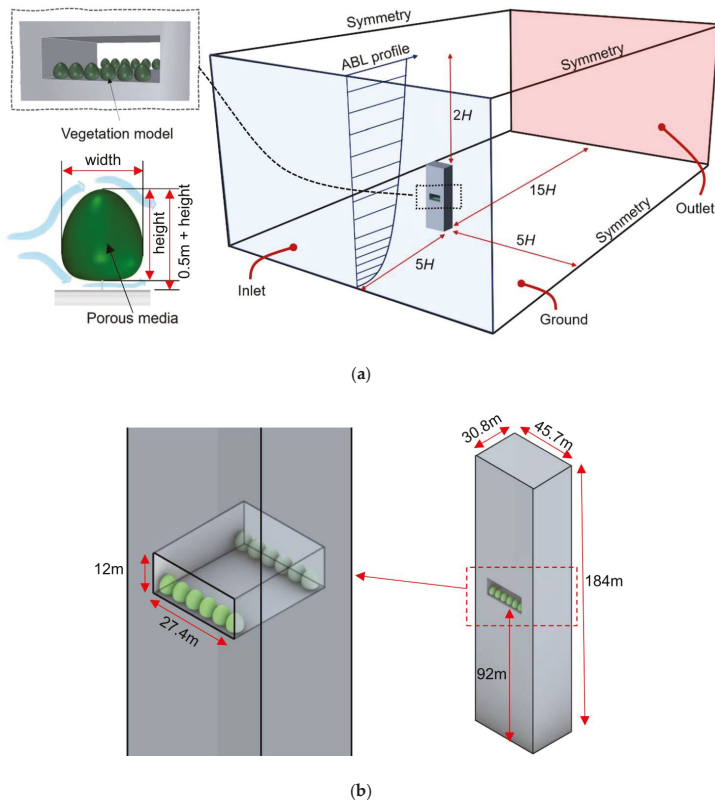 Symmetry
ABL profile
Symmetry
2H
Vegetation model
width
height
0.5m + height
15H
Outlet
5H
Symmetry
5H
Inlet
Porous media
Ground
(a)
30.8m
45.7m
12m
27.4m
184m
92m
(b)